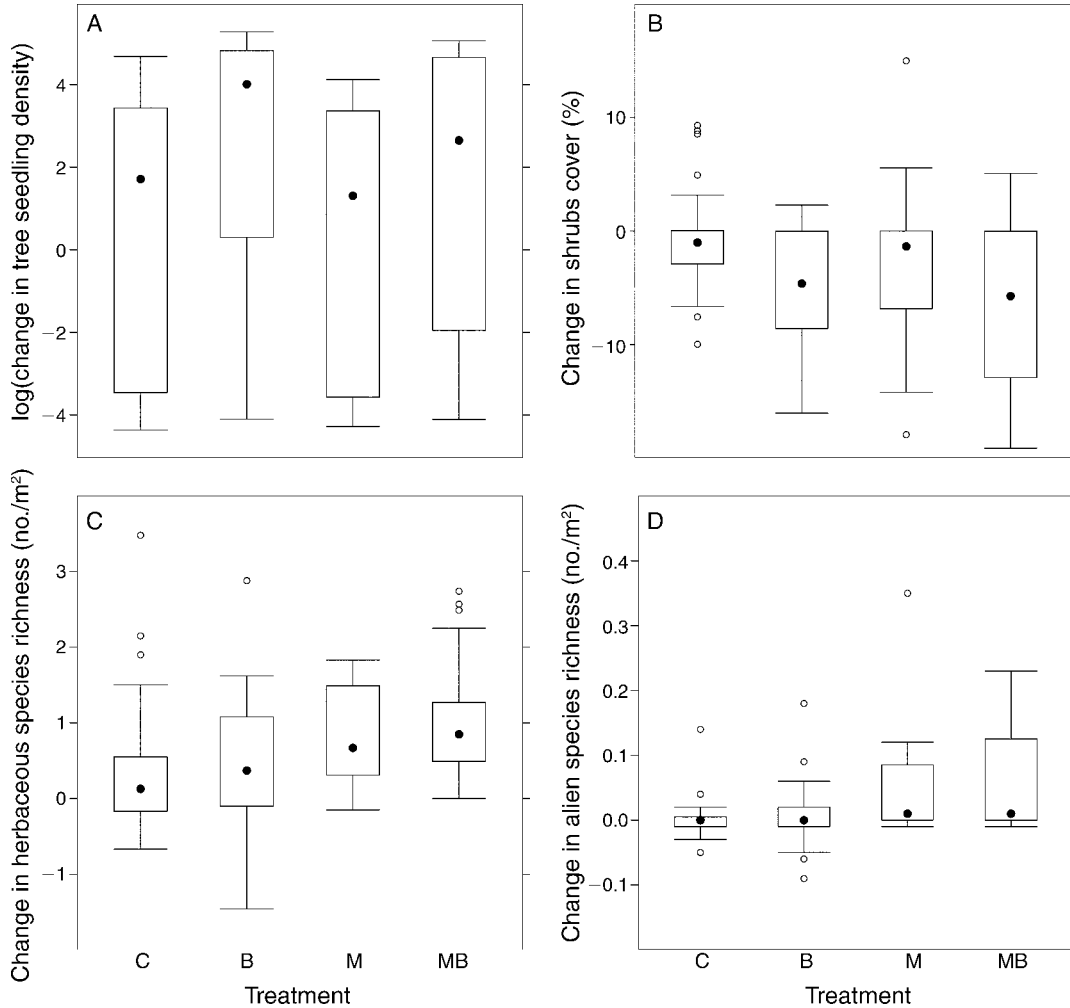 A
log(change in tree seedling density)
4
2
0
−2
−4
B
Change in shrubs cover (%)
10
0
−10
C
Change in herbaceous species richness (no./m²)
3
2
1
0
−1
C B M MB
Treatment
D
Change in alien species richness (no./m²)
0.4
0.3
0.2
0.1
0.0
−0.1
C B M MB
Treatment